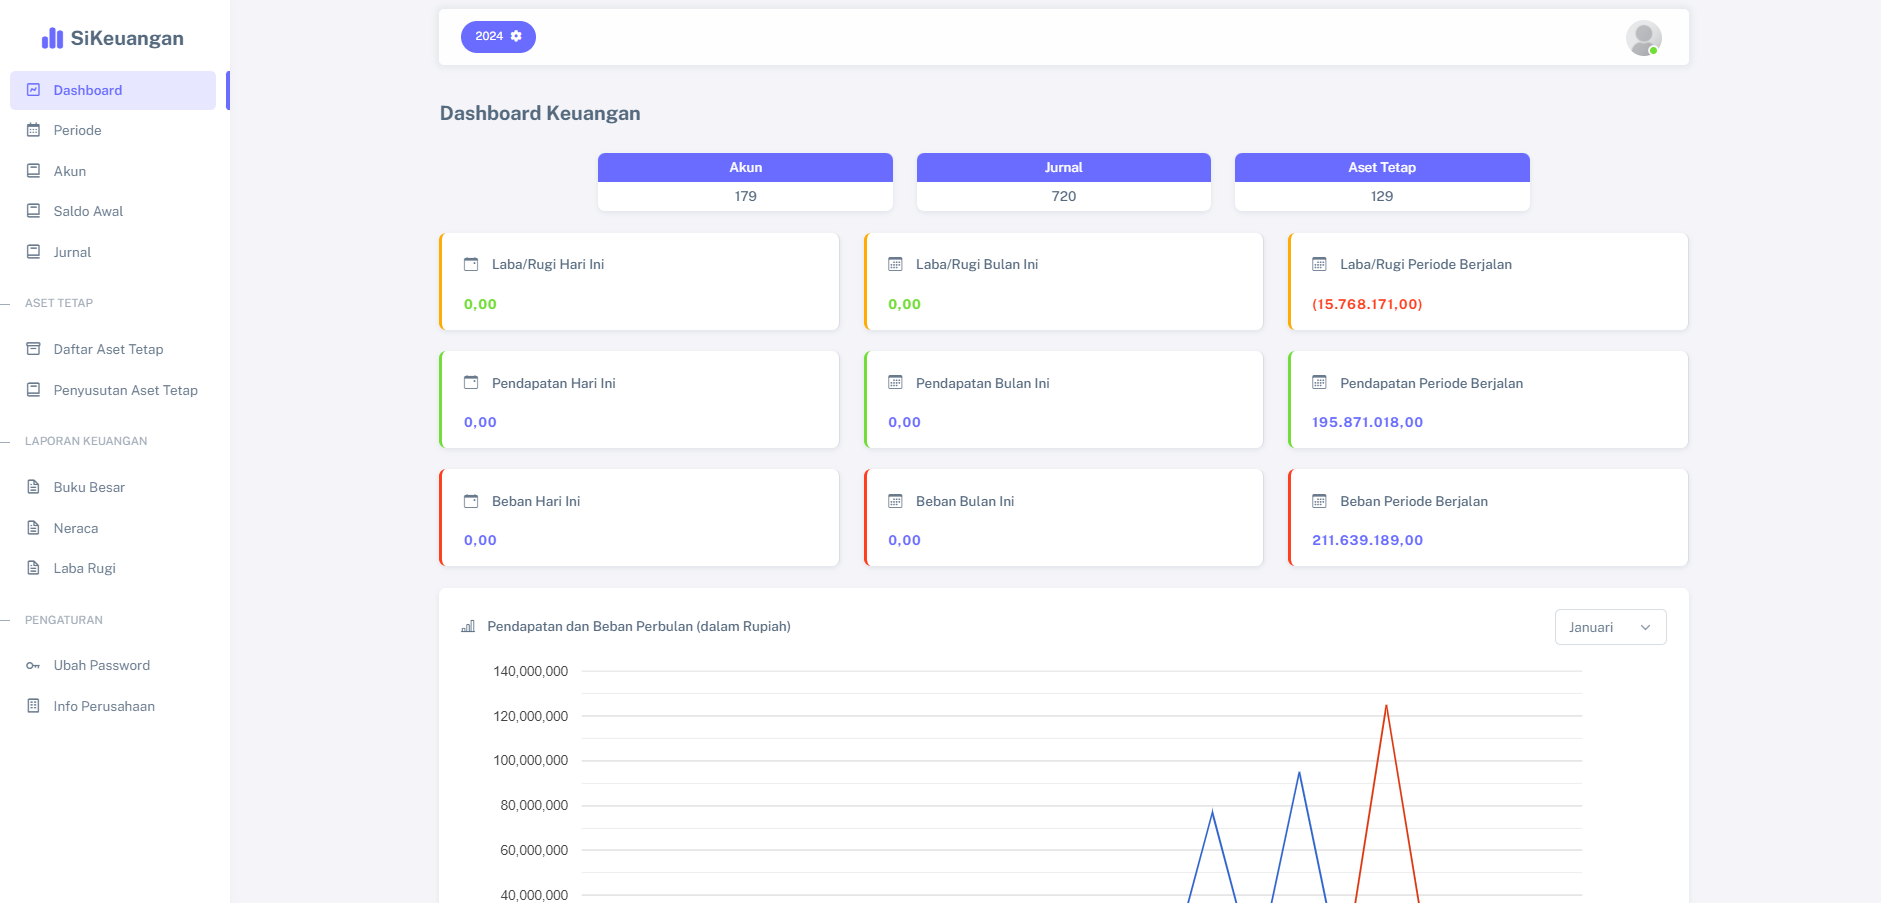 SiKeuangan
Dashboard
Periode
Akun
Saldo Awal
Jurnal
ASET TETAP
Daftar Aset Tetap
Penyusutan Aset Tetap
LAPORAN KEUANGAN
Buku Besar
Neraca
Laba Rugi
PENGATURAN
Ubah Password
Info Perusahaan
2024
Dashboard Keuangan
Akun
179
Jurnal
720
Aset Tetap
129
Laba/Rugi Hari Ini
0,00
Laba/Rugi Bulan Ini
0,00
Laba/Rugi Periode Berjalan
(15.768.171,00)
Pendapatan Hari Ini
0,00
Pendapatan Bulan Ini
0,00
Pendapatan Periode Berjalan
195.871.018,00
Beban Hari Ini
0,00
Beban Bulan Ini
0,00
Beban Periode Berjalan
211.639.189,00
Pendapatan dan Beban Perbulan (dalam Rupiah)
Januari
140,000,000
120,000,000
100,000,000
80,000,000
60,000,000
40,000,000